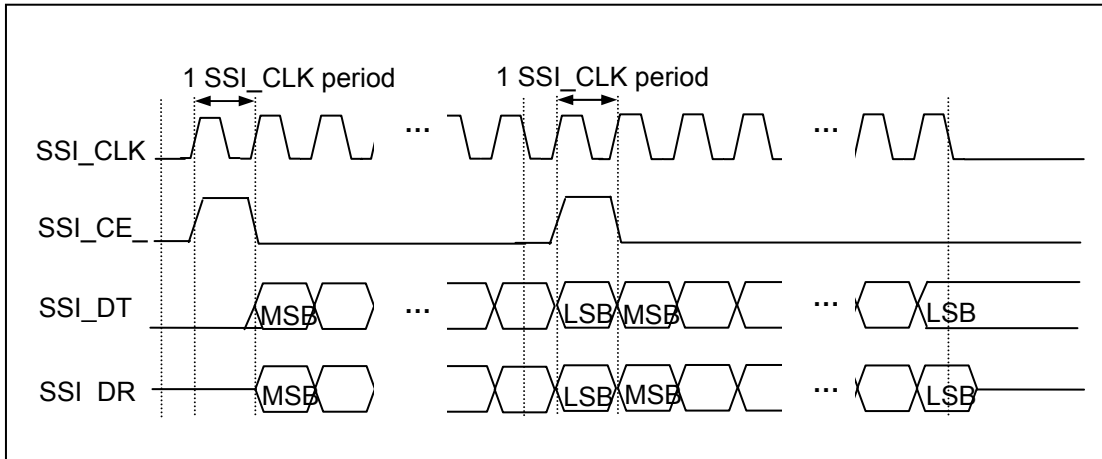 1 SSI_CLK period 1 SSI_CLK period
SSI_CLK ... ...
SSI_CE_
SSI_DT MSB ... LSB MSB ... LSB
SSI DR MSB ... LSB MSB ... LSB